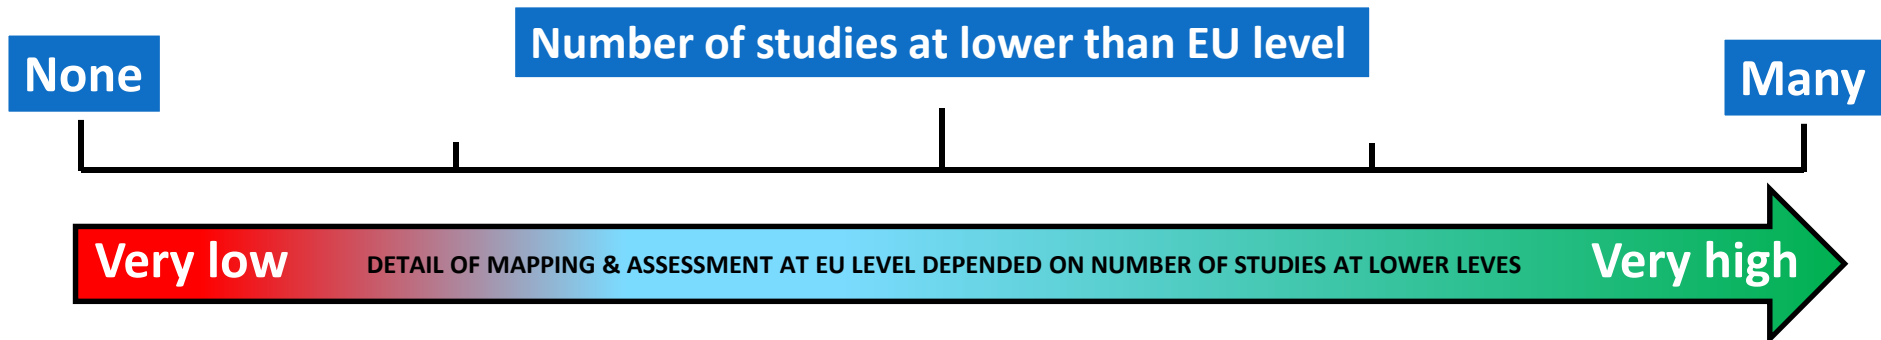 Number of studies at lower than EU level
None
Many
Very low
DETAIL OF MAPPING & ASSESSMENT AT EU LEVEL DEPENDED ON NUMBER OF STUDIES AT LOWER LEVES
Very high